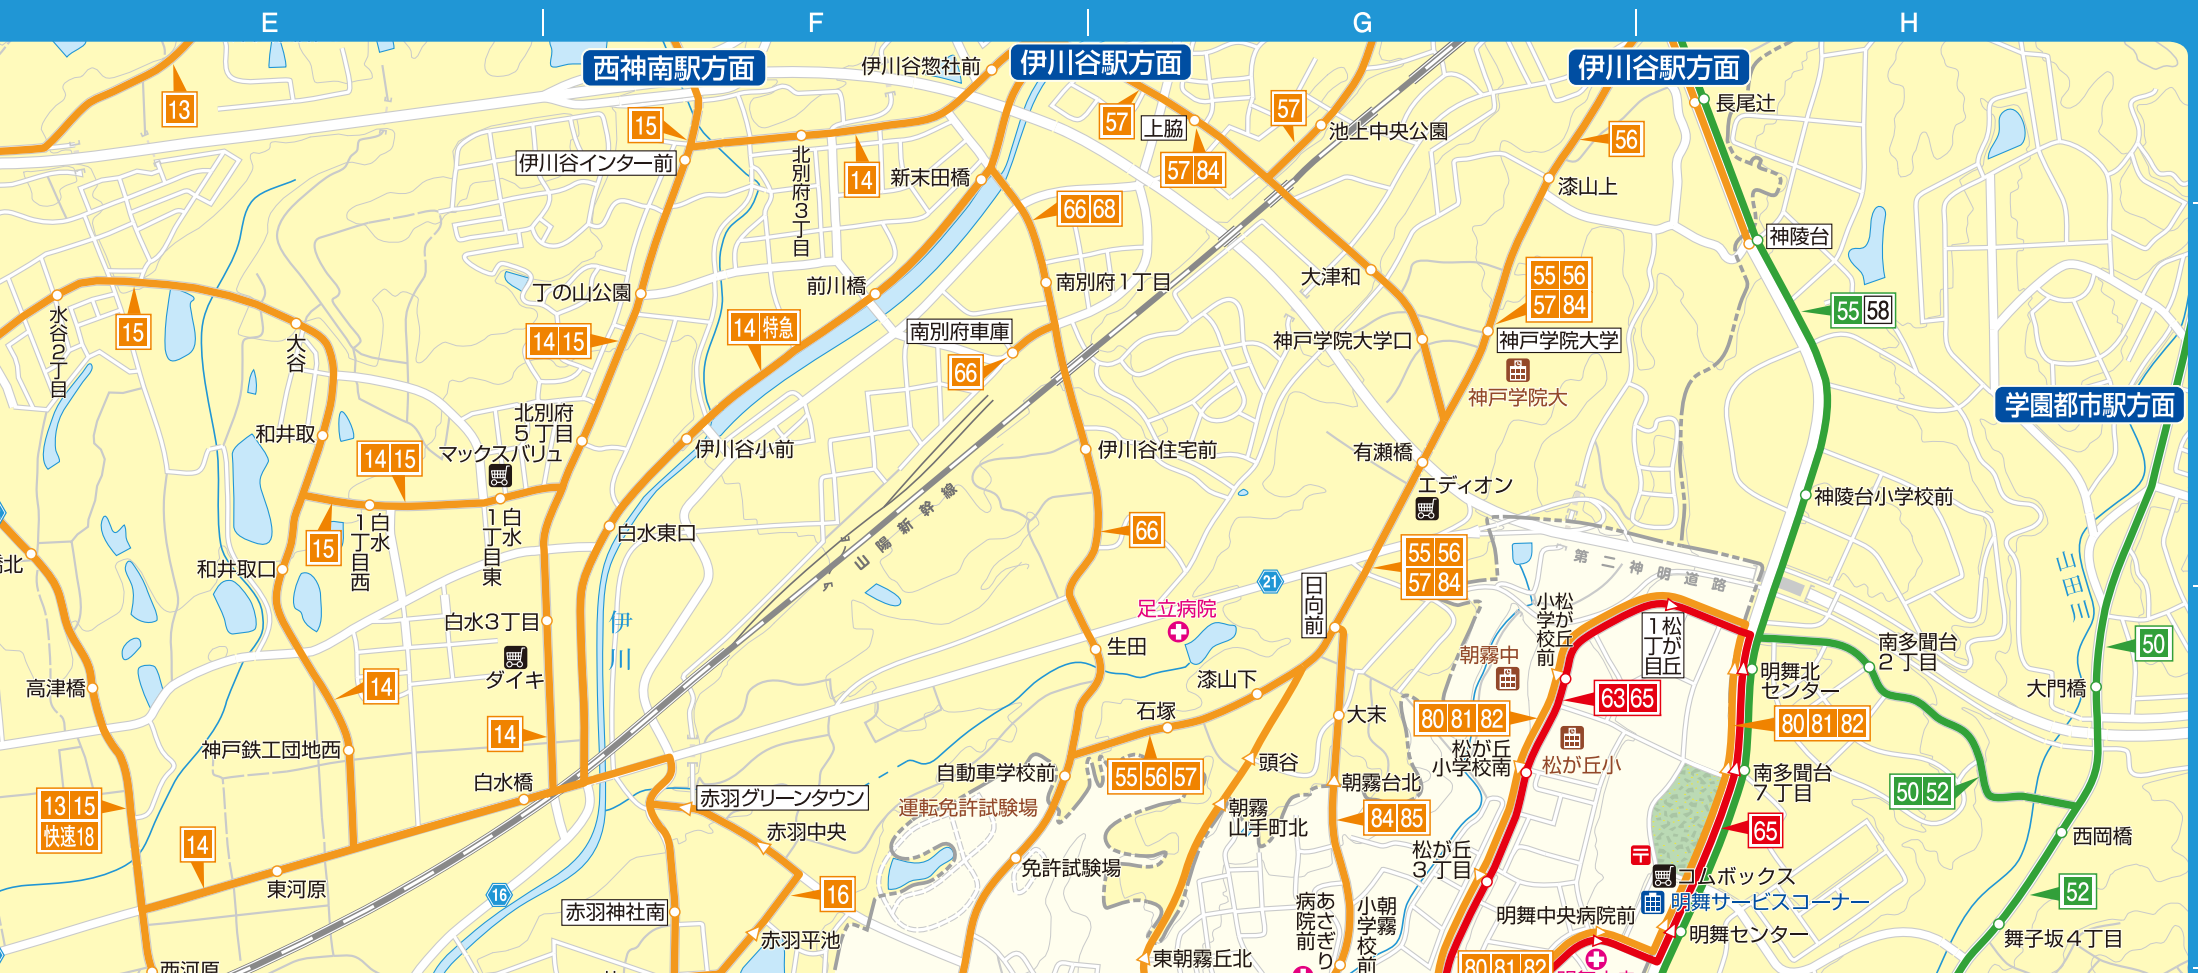 E
F
G
H
西神南駅方面
伊川谷駅方面
伊川谷駅方面
学園都市駅方面
13
15
伊川谷惣社前
14
伊川谷インター前
北別府3丁目
新末田橋
57
上脇
57 84
57
池上中央公園
56
漆山上
長尾辻
神陵台
55 58
66 68
南別府1丁目
大津和
55 56
57 84
神戸学院大学口
神戸学院大学
神戸学院大
水谷2丁目
15
大谷
丁の山公園
14 15
前川橋
14 特急
南別府車庫
66
和井取
14 15
北別府
5丁目
マックスバリュ
伊川谷小前
伊川谷住宅前
有瀬橋
エディオン
神陵台小学校前
15
白水
1丁目西
白水
1丁目東
白水東口
山陽新幹線
66
21
55 56
57 84
第二神明道路
山田川
和井取口
白水3丁目
伊川
足立病院
日向前
小学校前
松が丘
松が丘
1丁目
朝霧中
63 65
明舞北
センター
南多聞台
2丁目
50
高津橋
14
ダイキ
14
生田
漆山下
石塚
大末
80 81 82
80 81 82
大門橋
神戸鉄工団地西
白水橋
自動車学校前
55 56 57
頭谷
朝霧台北
松が丘
小学校南
松が丘小
南多聞台
7丁目
50 52
13 15
快速18
14
赤羽グリーンタウン
運転免許試験場
赤羽中央
朝霧
山手町北
84 85
65
西岡橋
東河原
16
赤羽神社南
16
免許試験場
松が丘
3丁目
コムボックス
明舞サービスコーナー
52
赤羽平池
あさぎり
病院前
朝霧
小学校前
明舞中央病院前
明舞センター
舞子坂4丁目
西河原
東朝霧丘北
80 81 82